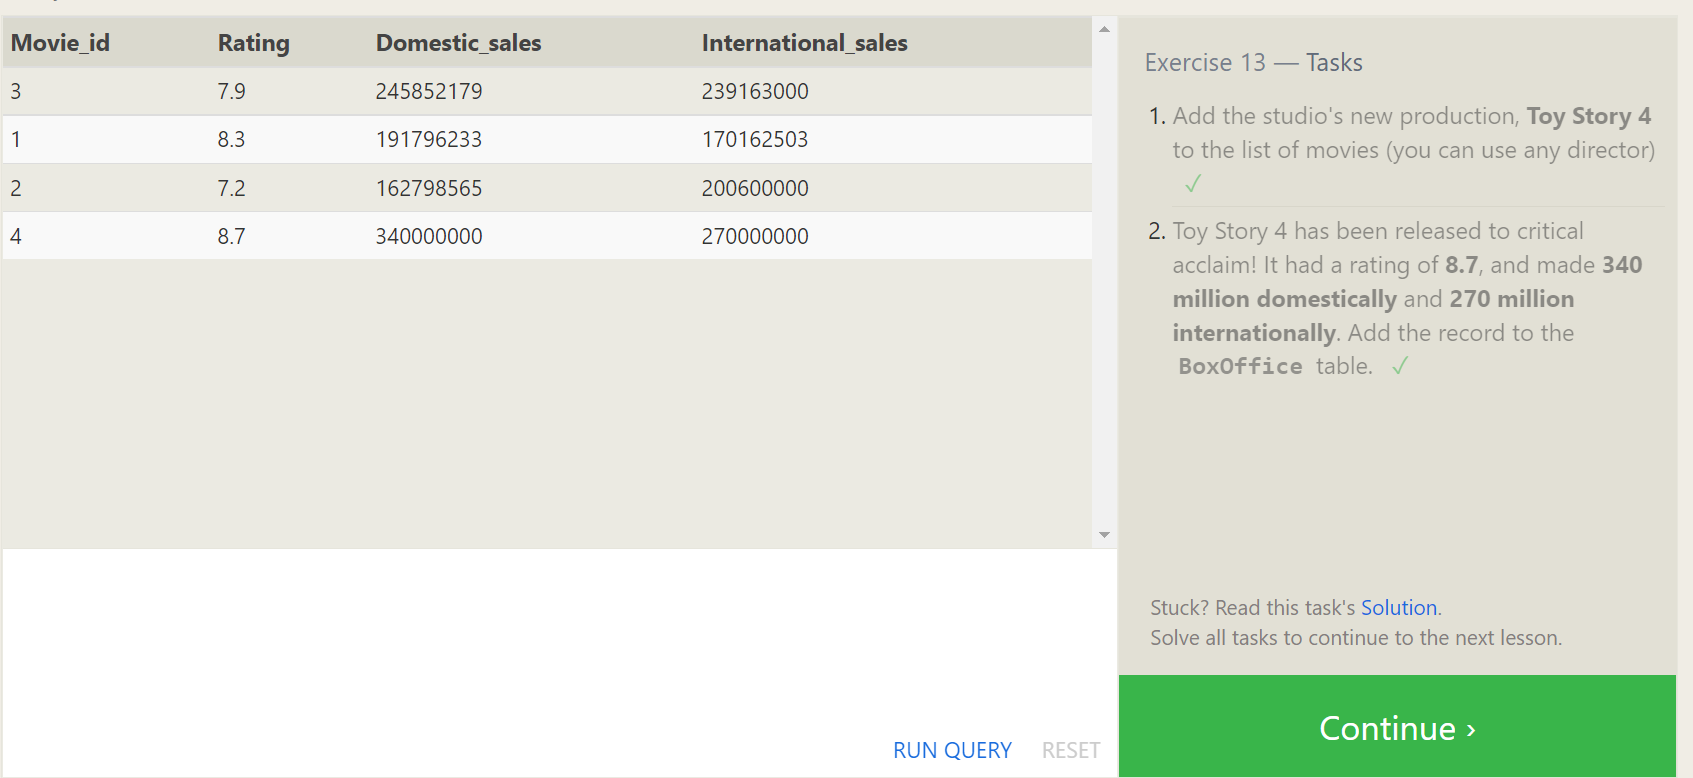 Movie_id Rating Domestic_sales International_sales
3 7.9 245852179 239163000
1 8.3 191796233 170162503
2 7.2 162798565 200600000
4 8.7 340000000 270000000
RUN QUERY RESET
Exercise 13 — Tasks
1. Add the studio's new production, Toy Story 4
to the list of movies (you can use any director)
✓
2. Toy Story 4 has been released to critical
acclaim! It had a rating of 8.7, and made 340
million domestically and 270 million
internationally. Add the record to the
BoxOffice table. ✓
Stuck? Read this task's Solution.
Solve all tasks to continue to the next lesson.
Continue ›